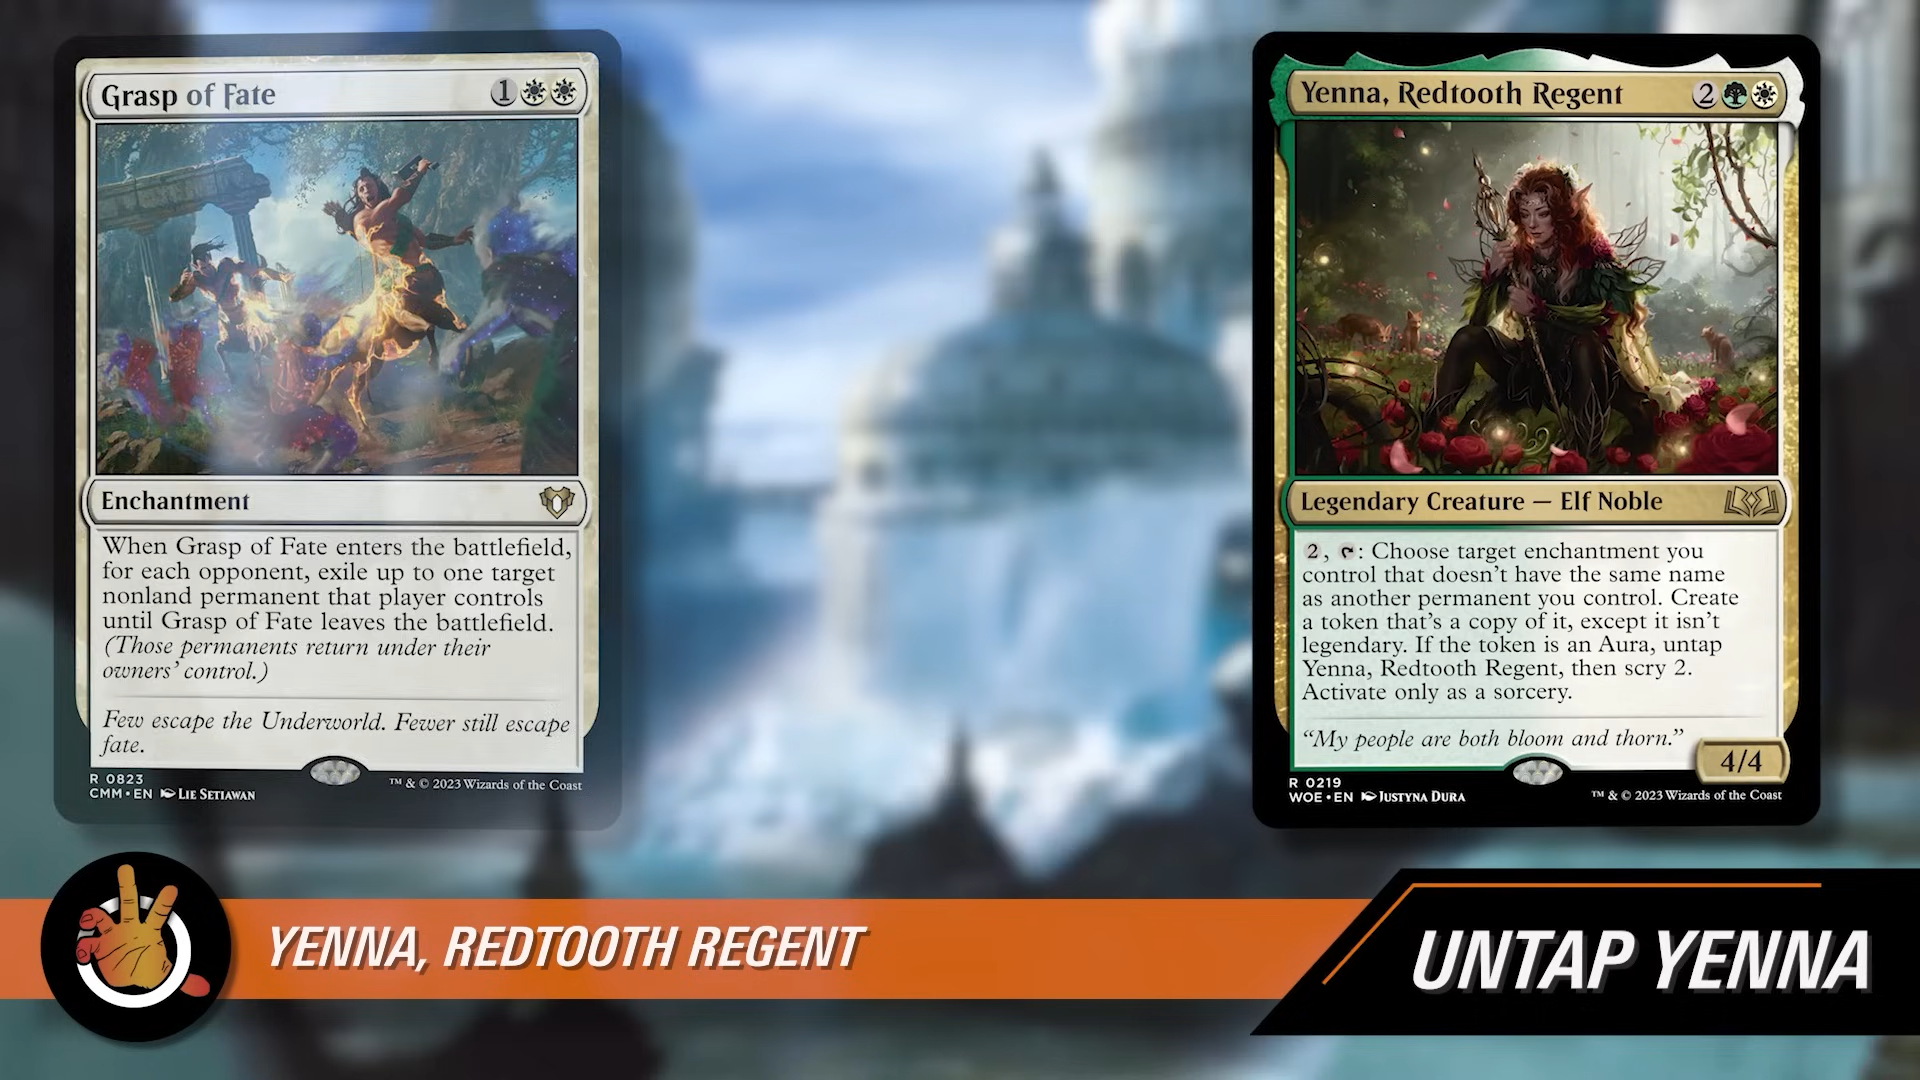 Grasp of Fate
1
Enchantment
When Grasp of Fate enters the battlefield,
for each opponent, exile up to one target
nonland permanent that player controls
until Grasp of Fate leaves the battlefield.
(Those permanents return under their
owners' control.)
Few escape the Underworld. Fewer still escape
fate.
R 0823
CMM • EN LIE SETIAWAN
™ & © 2023 Wizards of the Coast
Yenna, Redtooth Regent
2
Legendary Creature — Elf Noble
2, : Choose target enchantment you
control that doesn't have the same name
as another permanent you control. Create
a token that's a copy of it, except it isn't
legendary. If the token is an Aura, untap
Yenna, Redtooth Regent, then scry 2.
Activate only as a sorcery.
“My people are both bloom and thorn.”
4/4
R 0219
WOE • EN JUSTYNA DURA
™ & © 2023 Wizards of the Coast
YENNA, REDTOOTH REGENT
UNTAP YENNA